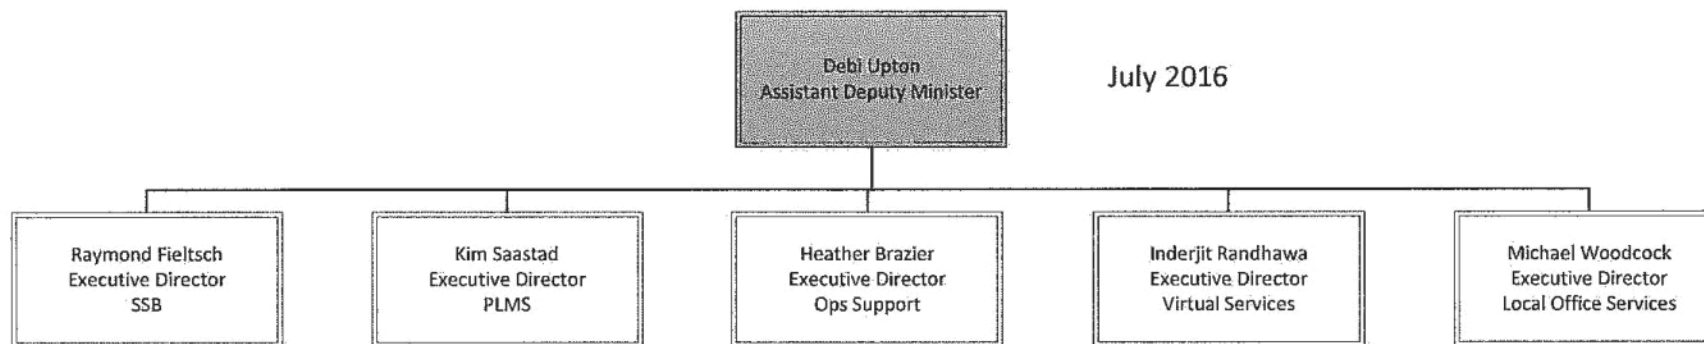 Debi Upton
Assistant Deputy Minister
July 2016
Raymond Fieltsch
Executive Director
SSB
Kim Saastad
Executive Director
PLMS
Heather Brazier
Executive Director
Ops Support
Inderjit Randhawa
Executive Director
Virtual Services
Michael Woodcock
Executive Director
Local Office Services